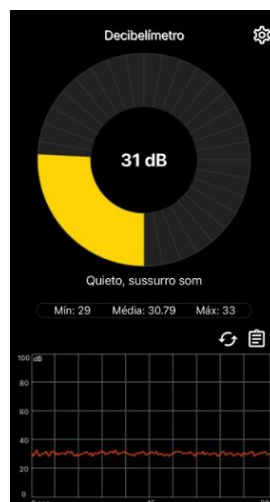 Decibelímetro
31 dB
Quieto, sussurro som
Mín: 29 Média: 30.79 Máx: 33
100 dB
80
60
40
20
0